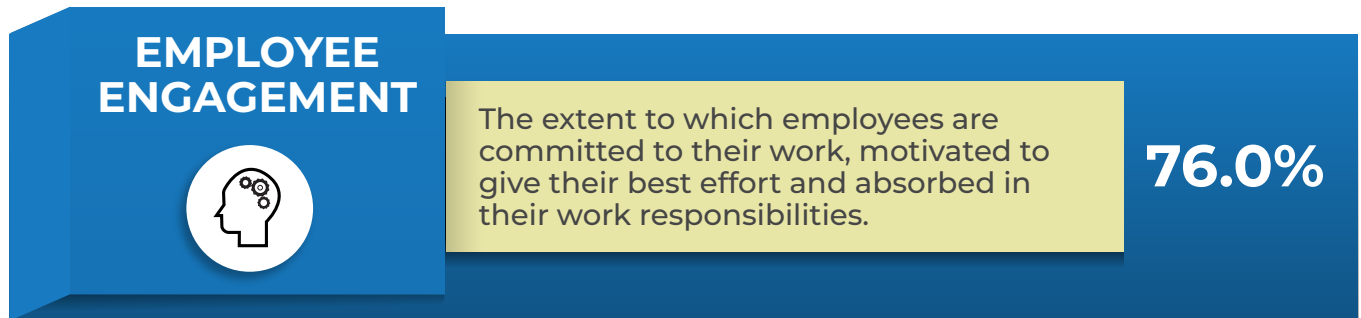 EMPLOYEE
ENGAGEMENT
The extent to which employees are
committed to their work, motivated to
give their best effort and absorbed in
their work responsibilities.
76.0%